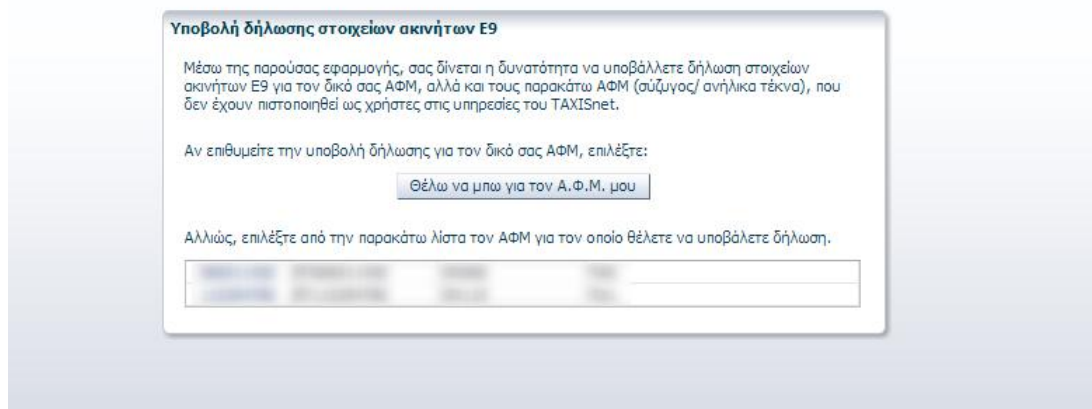 Υποβολή δήλωσης στοιχείων ακινήτων Ε9
Μέσω της παρούσας εφαρμογής, σας δίνεται η δυνατότητα να υποβάλλετε δήλωση στοιχείων
ακινήτων Ε9 για τον δικό σας ΑΦΜ, αλλά και τους παρακάτω ΑΦΜ (σύζυγος/ ανήλικα τέκνα), που
δεν έχουν πιστοποιηθεί ως χρήστες στις υπηρεσίες του TAXISnet.
Αν επιθυμείτε την υποβολή δήλωσης για τον δικό σας ΑΦΜ, επιλέξτε:
Θέλω να μπω για τον Α.Φ.Μ. μου
Αλλιώς, επιλέξτε από την παρακάτω λίστα τον ΑΦΜ για τον οποίο θέλετε να υποβάλετε δήλωση.